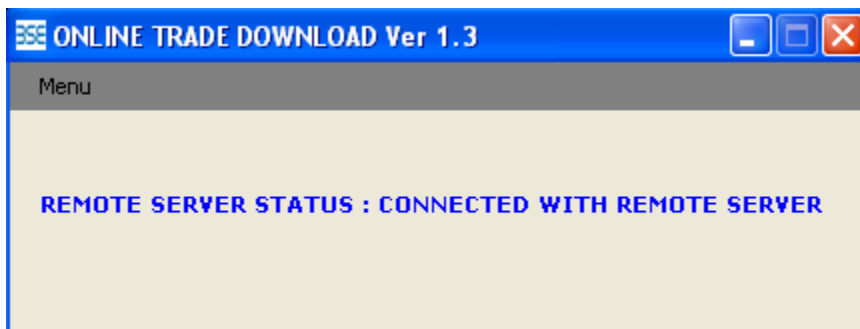 BSE ONLINE TRADE DOWNLOAD Ver 1.3
Menu
REMOTE SERVER STATUS : CONNECTED WITH REMOTE SERVER